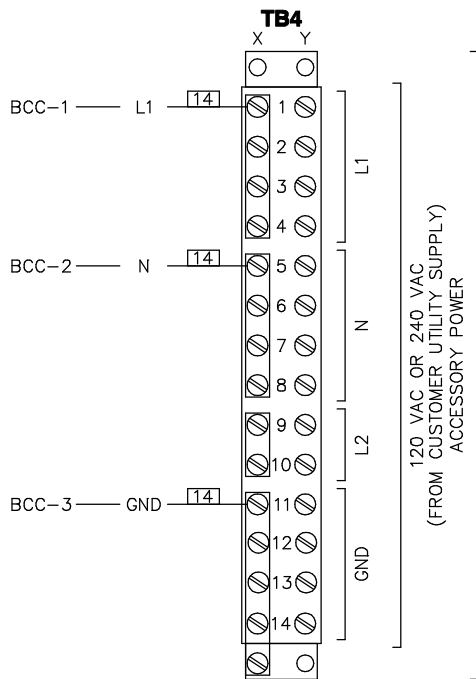 TB4
X Y
BCC-1 L1 14 1
2
3
4
L1
BCC-2 N 14 5
6
7
8
N
9
10
L2
BCC-3 GND 14 11
12
13
14
GND
120 VAC OR 240 VAC
(FROM CUSTOMER UTILITY SUPPLY)
ACCESSORY POWER